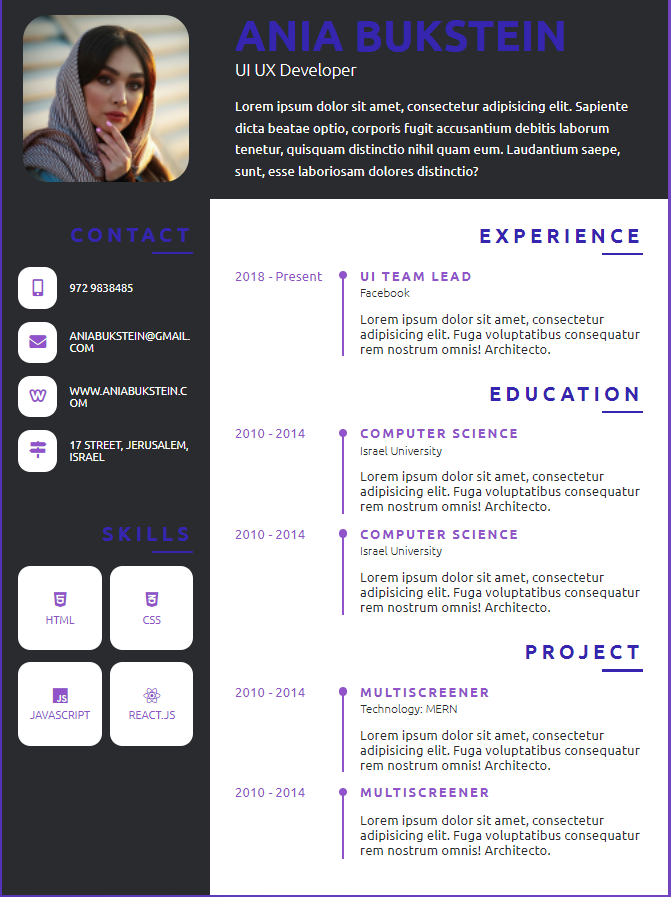 ANIA BUKSTEIN
UI UX Developer
Lorem ipsum dolor sit amet, consectetur adipisicing elit. Sapiente
dicta beatae optio, corporis fugit accusantium debitis laborum
tenetur, quisquam distinctio nihil quam eum. Laudantium saepe,
sunt, esse laboriosam dolores distinctio?
CONTACT
972 9838485
ANIABUKSTEIN@GMAIL.
COM
WWW.ANIABUKSTEIN.C
OM
17 STREET, JERUSALEM,
ISRAEL
SKILLS
HTML
CSS
JS
JAVASCRIPT
REACT.JS
EXPERIENCE
2018 - Present
UI TEAM LEAD
Facebook
Lorem ipsum dolor sit amet, consectetur
adipisicing elit. Fuga voluptatibus consequatur
rem nostrum omnis! Architecto.
EDUCATION
2010 - 2014
COMPUTER SCIENCE
Israel University
Lorem ipsum dolor sit amet, consectetur
adipisicing elit. Fuga voluptatibus consequatur
rem nostrum omnis! Architecto.
2010 - 2014
COMPUTER SCIENCE
Israel University
Lorem ipsum dolor sit amet, consectetur
adipisicing elit. Fuga voluptatibus consequatur
rem nostrum omnis! Architecto.
PROJECT
2010 - 2014
MULTISCREENER
Technology: MERN
Lorem ipsum dolor sit amet, consectetur
adipisicing elit. Fuga voluptatibus consequatur
rem nostrum omnis! Architecto.
2010 - 2014
MULTISCREENER
Lorem ipsum dolor sit amet, consectetur
adipisicing elit. Fuga voluptatibus consequatur
rem nostrum omnis! Architecto.